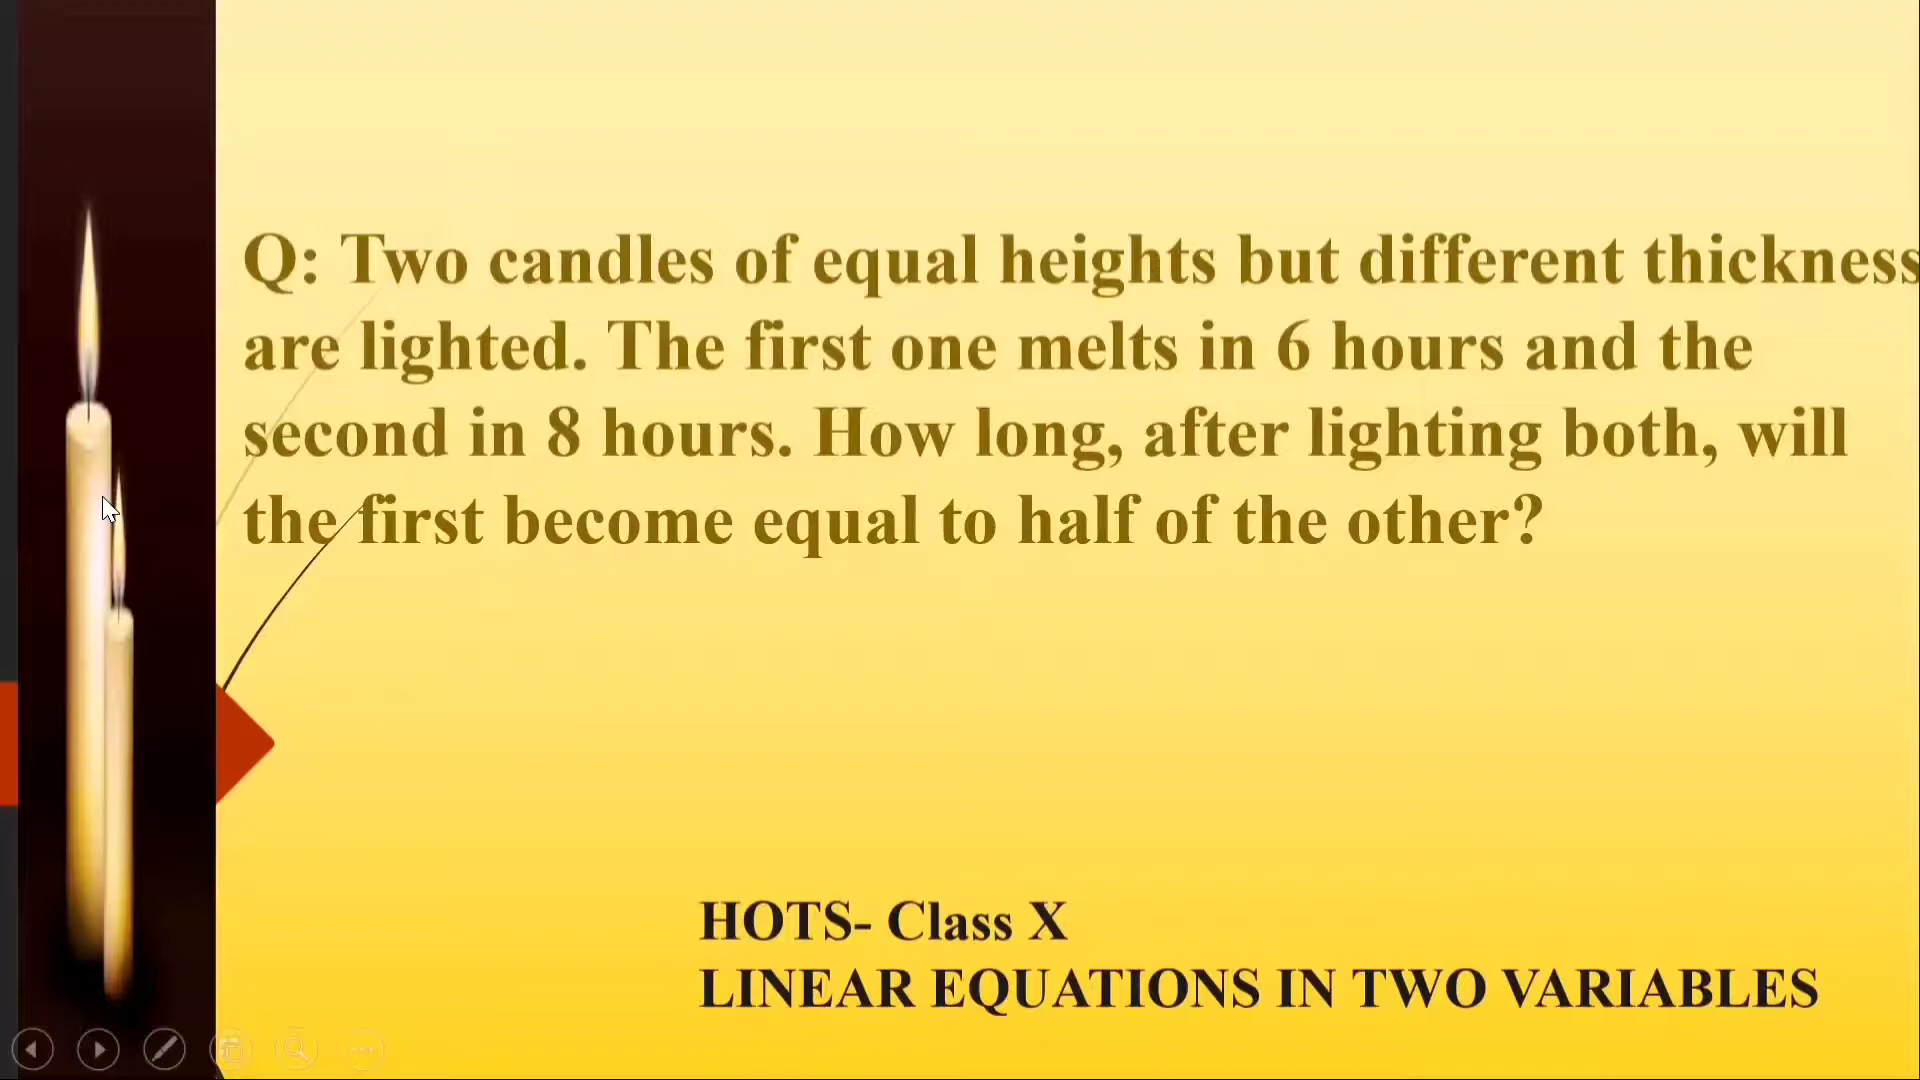 Q: Two candles of equal heights but different thickness
are lighted. The first one melts in 6 hours and the
second in 8 hours. How long, after lighting both, will
the first become equal to half of the other?
HOTS- Class X
LINEAR EQUATIONS IN TWO VARIABLES